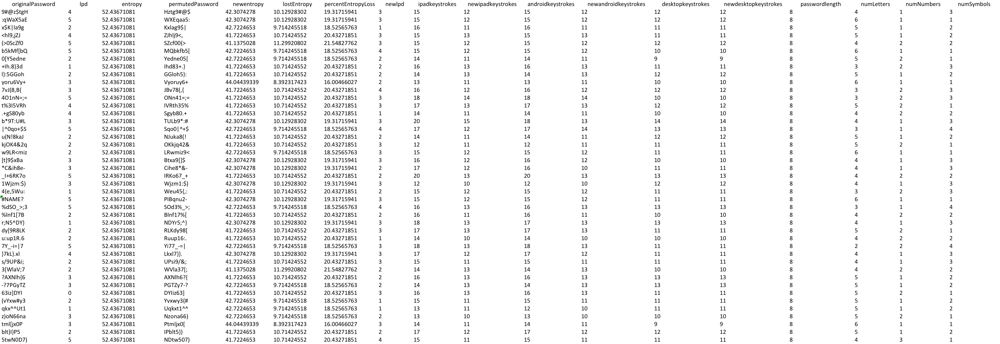 originalPassword lpd entropy permutedPassword newentropy lostEntropy percentEntropyLoss newlpd ipadkeystrokes newipadkeystrokes androidkeystrokes newandroidkeystrokes desktopkeystrokes newdesktopkeystrokes passwordlength numLetters numNumbers numSymbols
9#@z$tgH 4 52.43671081 Hztg9#@$ 42.3074278 10.12928302 19.31715941 3 15 12 15 12 12 12 8 4 1 3
:qWaX5aE 5 52.43671081 WXEqaa5: 42.3074278 10.12928302 19.31715941 3 15 12 15 12 12 12 8 6 1 1
x$K|la9g 2 52.43671081 Kxlag9$| 42.7224653 9.714245518 18.52565763 1 16 11 16 11 11 11 8 5 1 2
<hl9,jZJ 4 52.43671081 ZJhlj9<, 41.7224653 10.71424552 20.43271851 3 15 13 15 13 11 11 8 5 1 2
(>0ScZf0 5 52.43671081 SZcf00(> 41.1375028 11.29920802 21.54827762 3 15 12 15 12 12 12 8 4 2 2
b5kMf[bQ 5 52.43671081 MQbkfb5[ 42.7224653 9.714245518 18.52565763 4 15 12 15 12 10 10 8 6 1 1
0[Y5edne 2 52.43671081 Yedne05[ 42.7224653 9.714245518 18.52565763 2 14 11 14 11 9 9 8 5 2 1
+Ih.8}3d 1 52.43671081 Ihd83+.} 41.7224653 10.71424552 20.43271851 2 16 13 16 13 11 11 8 3 2 3
l}:5GGoh 2 52.43671081 GGloh5}: 41.7224653 10.71424552 20.43271851 2 14 13 14 13 12 12 8 5 1 2
yoru6Vy+ 3 52.43671081 Vyoruy6+ 44.04439339 8.392317423 16.00466027 2 13 11 13 11 10 10 8 6 1 1
7vJ(8,B{ 3 52.43671081 JBv78(,{ 41.7224653 10.71424552 20.43271851 4 16 12 16 12 12 12 8 3 2 3
4O1nN=;= 5 52.43671081 ONn41=;= 41.7224653 10.71424552 20.43271851 3 18 14 18 14 10 10 8 3 2 3
t%3I5VRh 4 52.43671081 IVRth35% 41.7224653 10.71424552 20.43271851 3 17 13 17 13 12 12 8 5 2 1
.+gS80yb 4 52.43671081 Sgyb80.+ 41.7224653 10.71424552 20.43271851 1 14 11 14 11 10 10 8 4 2 2
b*9T:U#L 3 52.43671081 TULb9*:# 42.3074278 10.12928302 19.31715941 3 20 15 18 13 14 14 8 4 1 3
|^0qo+$S 5 52.43671081 Sqo0|^+$ 42.7224653 9.714245518 18.52565763 4 17 12 17 14 13 13 8 3 1 4
u(N!8kaJ 2 52.43671081 NJuka8(! 41.7224653 10.71424552 20.43271851 2 14 11 14 11 12 12 8 5 1 2
kjOK4&2q 2 52.43671081 OKkjq42& 41.7224653 10.71424552 20.43271851 3 12 11 12 11 11 11 8 5 2 1
w9LR<miz 2 52.43671081 LRwmiz9< 42.7224653 9.714245518 18.52565763 3 15 12 15 12 11 11 8 6 1 1
[t]9$xBa 3 52.43671081 Btxa9[]$ 42.3074278 10.12928302 19.31715941 3 16 12 16 12 10 10 8 4 1 3
*C&ih8e- 3 52.43671081 Cihe8*&- 42.3074278 10.12928302 19.31715941 2 17 12 16 10 11 11 8 4 1 3
_I+6RK7o 5 52.43671081 IRKo67_+ 41.7224653 10.71424552 20.43271851 2 20 13 20 13 13 13 8 4 2 2
1Wjzm:$) 3 52.43671081 Wjzm1:$) 42.3074278 10.12928302 19.31715941 3 12 10 12 10 12 12 8 4 1 3
4{e,5Wu: 1 52.43671081 Weu45{,: 41.7224653 10.71424552 20.43271851 2 15 12 15 12 11 11 8 3 2 3
#NAME? 5 52.43671081 PIBqnu2- 42.3074278 10.12928302 19.31715941 3 15 12 15 12 11 11 8 6 1 1
%dSO_>;3 5 52.43671081 SOd3%_>; 42.7224653 9.714245518 18.52565763 4 16 13 16 13 13 13 8 3 1 4
%lnf1[7B 2 52.43671081 Blnf17%[ 41.7224653 10.71424552 20.43271851 2 16 11 16 11 10 10 8 4 2 2
r;N5^DY} 1 52.43671081 NDYr5;^} 42.3074278 10.12928302 19.31715941 3 18 13 17 13 13 13 8 4 1 3
dy[9R8LK 2 52.43671081 RLKdy98[ 41.7224653 10.71424552 20.43271851 3 17 13 17 13 11 11 8 5 2 1
u:up1R.6 2 52.43671081 Ruup16:. 41.7224653 10.71424552 20.43271851 1 14 10 14 10 10 10 8 4 2 2
7Y_-i=|7 5 52.43671081 Yi77_-=| 42.7224653 9.714245518 18.52565763 3 18 13 18 13 11 11 8 2 2 4
}7kL}.xl 4 52.43671081 Lkxl7}}. 42.3074278 10.12928302 19.31715941 3 17 12 17 12 11 11 8 4 1 3
s/9UP&i; 2 52.43671081 UPsi9/&; 41.7224653 10.71424552 20.43271851 3 15 11 15 11 11 11 8 4 1 3
3[WlaV;7 2 52.43671081 WVla37[; 41.1375028 11.29920802 21.54827762 2 14 13 14 13 10 10 8 4 2 2
?AXNlh{6 3 52.43671081 AXNlh6?{ 41.7224653 10.71424552 20.43271851 2 16 13 16 13 13 13 8 5 1 2
-?7PGyTZ 3 52.43671081 PGTZy7-? 42.7224653 9.714245518 18.52565763 2 14 13 14 13 13 13 8 5 1 2
63iz]DYI 0 52.43671081 DYIiz63] 41.7224653 10.71424552 20.43271851 3 16 13 16 13 11 11 8 5 2 1
(vYxw#y3 2 52.43671081 Yvxwy3(# 42.7224653 9.714245518 18.52565763 1 15 11 15 11 11 11 8 5 1 2
qkx^^Ut1 1 52.43671081 Uqkxt1^^ 42.7224653 9.714245518 18.52565763 1 13 11 12 10 11 11 8 5 1 2
z)oN66na 3 52.43671081 Nzona66) 42.7224653 9.714245518 18.52565763 2 13 10 13 10 10 10 8 5 2 1
tml[jx0P 3 52.43671081 Ptmljx0[ 44.04439339 8.392317423 16.00466027 3 14 11 14 11 9 9 8 6 1 1
blt}I}P5 2 52.43671081 IPblt5}} 41.7224653 10.71424552 20.43271851 2 17 12 17 12 12 12 8 5 1 2
5twN0D7) 5 52.43671081 NDtw507) 41.7224653 10.71424552 20.43271851 4 15 11 15 11 11 11 8 4 3 1